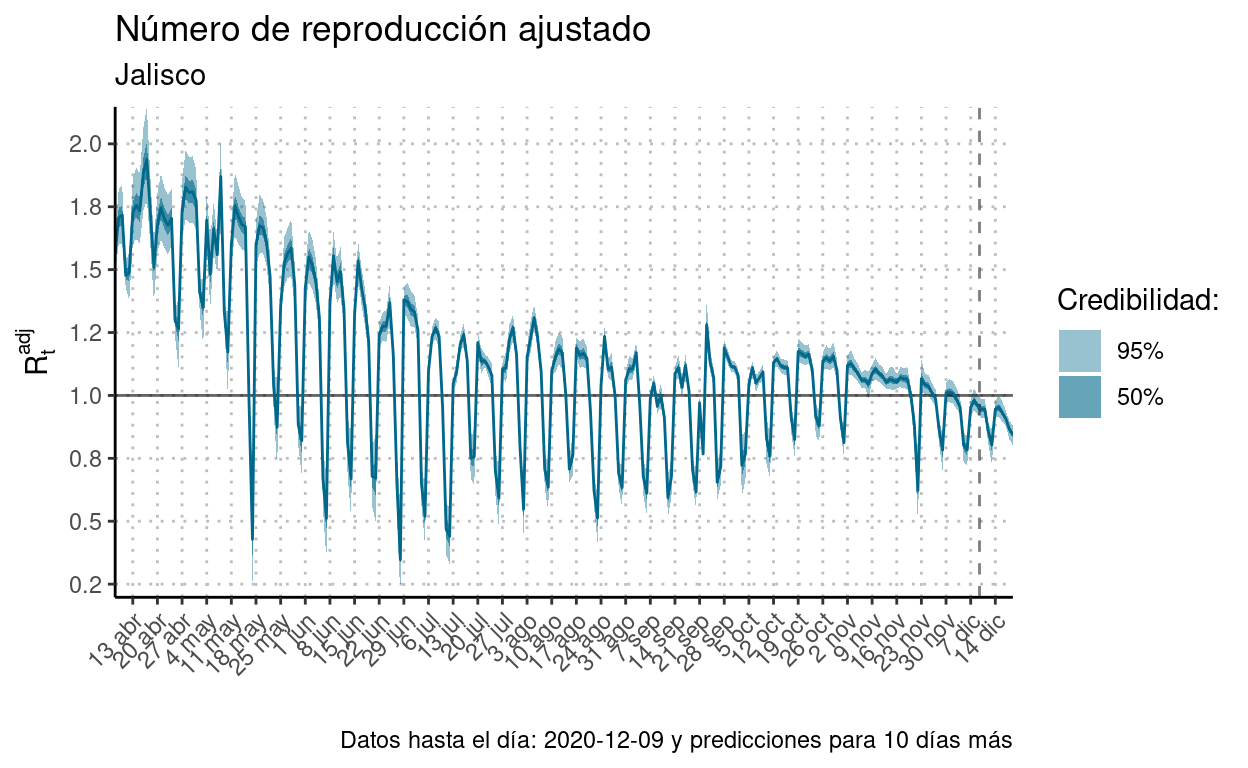 Número de reproducción ajustado
Jalisco
R_t^adj
2.0
1.8
1.5
1.2
1.0
0.8
0.5
0.2
13 abr
20 abr
27 abr
4 may
11 may
18 may
25 may
1 jun
8 jun
15 jun
22 jun
29 jun
6 jul
13 jul
20 jul
27 jul
3 ago
10 ago
17 ago
24 ago
31 ago
7 sep
14 sep
21 sep
28 sep
5 oct
12 oct
19 oct
26 oct
2 nov
9 nov
16 nov
23 nov
30 nov
7 dic
14 dic
Credibilidad:
95%
50%
Datos hasta el día: 2020-12-09 y predicciones para 10 días más